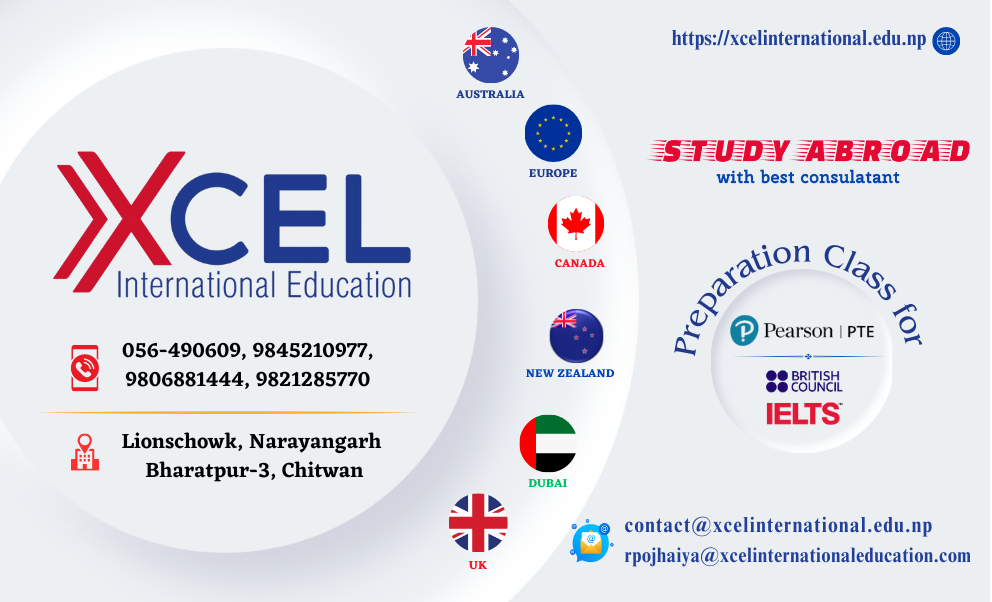 XCEL
International Education
056-490609, 9845210977,
9806881444, 9821285770
Lionschowk, Narayangarh
Bharatpur-3, Chitwan
AUSTRALIA
EUROPE
CANADA
NEW ZEALAND
DUBAI
UK
https://xcelinternational.edu.np
STUDY ABROAD
with best consulatant
Preparation Class for
Pearson | PTE
BRITISH
COUNCIL
IELTS™
contact@xcelinternational.edu.np
rpojhaiya@xcelinternationaleducation.com